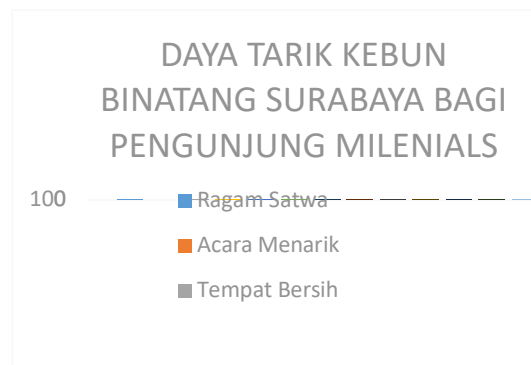 DAYA TARIK KEBUN
BINATANG SURABAYA BAGI
PENGUNJUNG MILENIALS
100
Ragam Satwa
Acara Menarik
Tempat Bersih